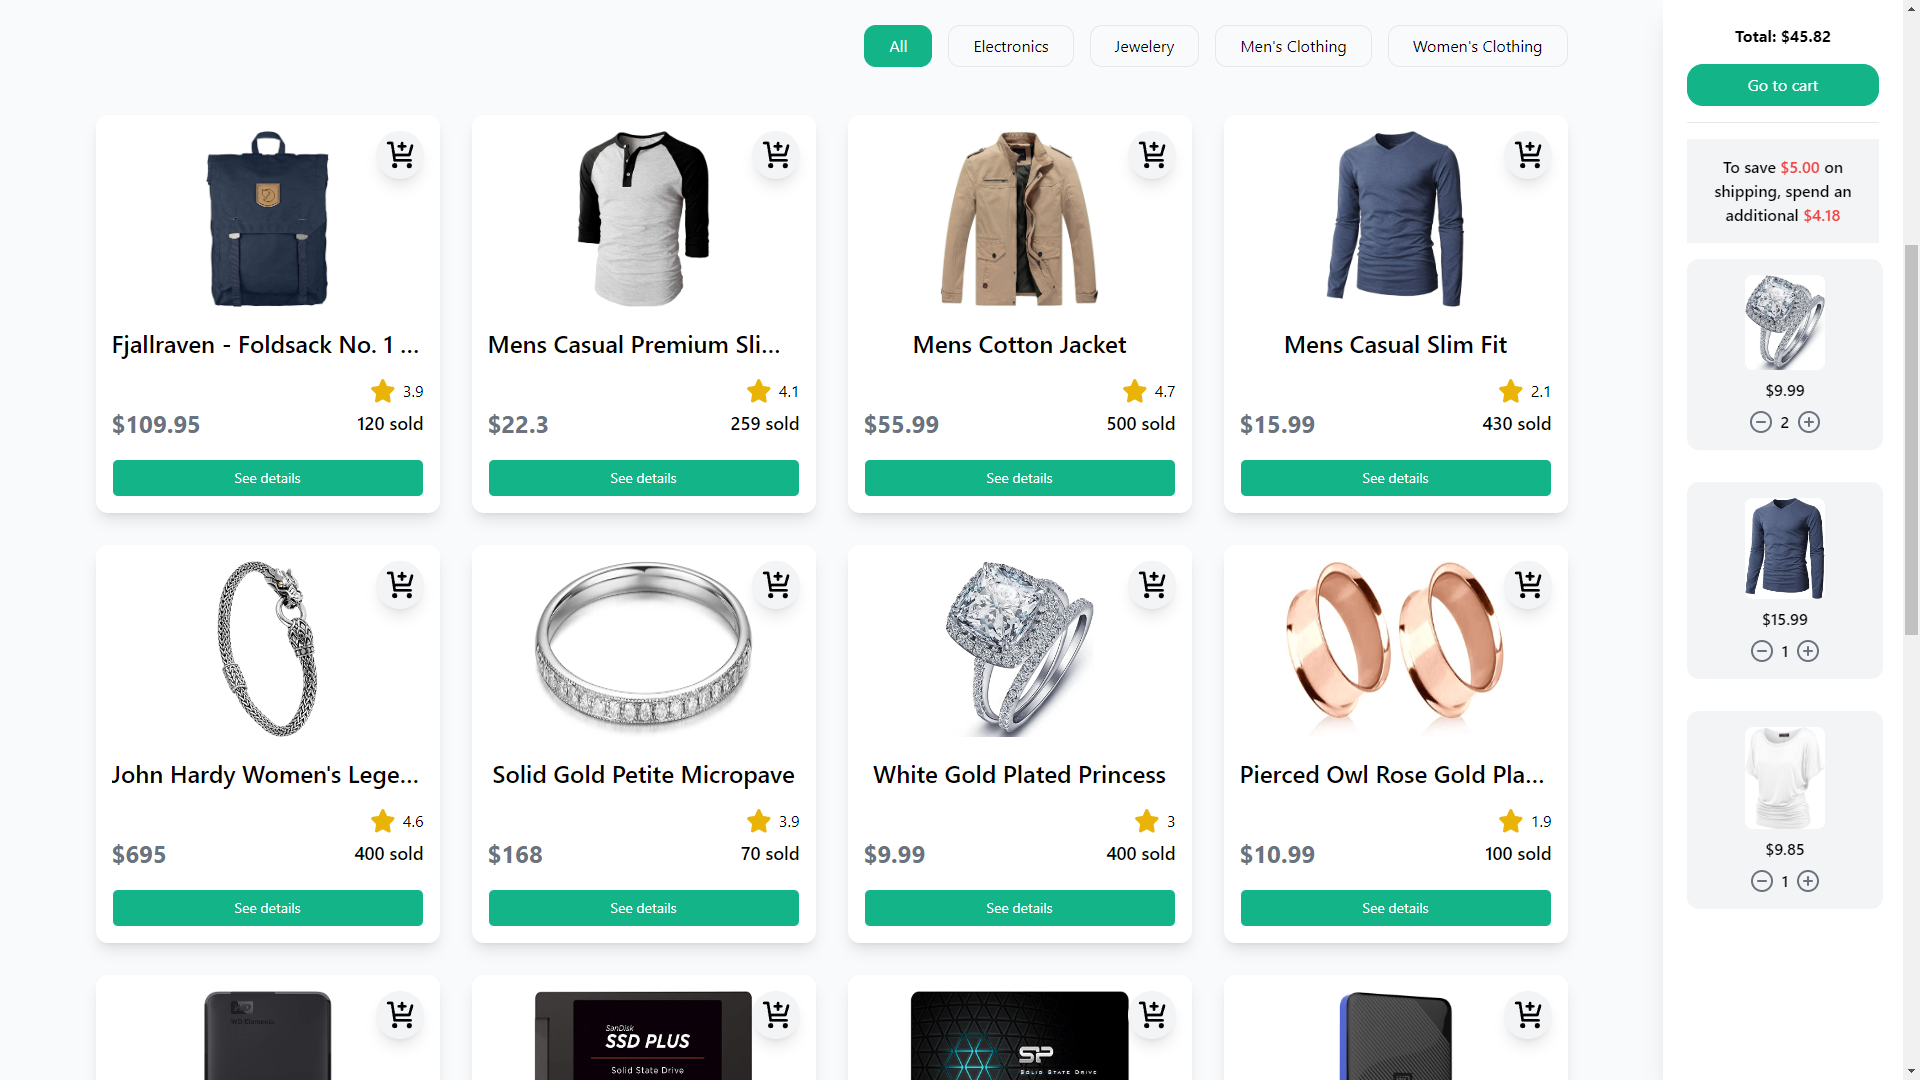 All
Electronics
Jewelery
Men's Clothing
Women's Clothing
Fjallraven - Foldsack No. 1 ...
3.9
$109.95
120 sold
See details
Mens Casual Premium Sli...
4.1
$22.3
259 sold
See details
Mens Cotton Jacket
4.7
$55.99
500 sold
See details
Mens Casual Slim Fit
2.1
$15.99
430 sold
See details
John Hardy Women's Lege...
4.6
$695
400 sold
See details
Solid Gold Petite Micropave
3.9
$168
70 sold
See details
White Gold Plated Princess
3
$9.99
400 sold
See details
Pierced Owl Rose Gold Pla...
1.9
$10.99
100 sold
See details
WD Elements
SanDisk
SSD PLUS
Solid State Drive
SP
SOLID STATE DRIVE
Total: $45.82
Go to cart
To save $5.00 on
shipping, spend an
additional $4.18
$9.99
2
$15.99
1
$9.85
1